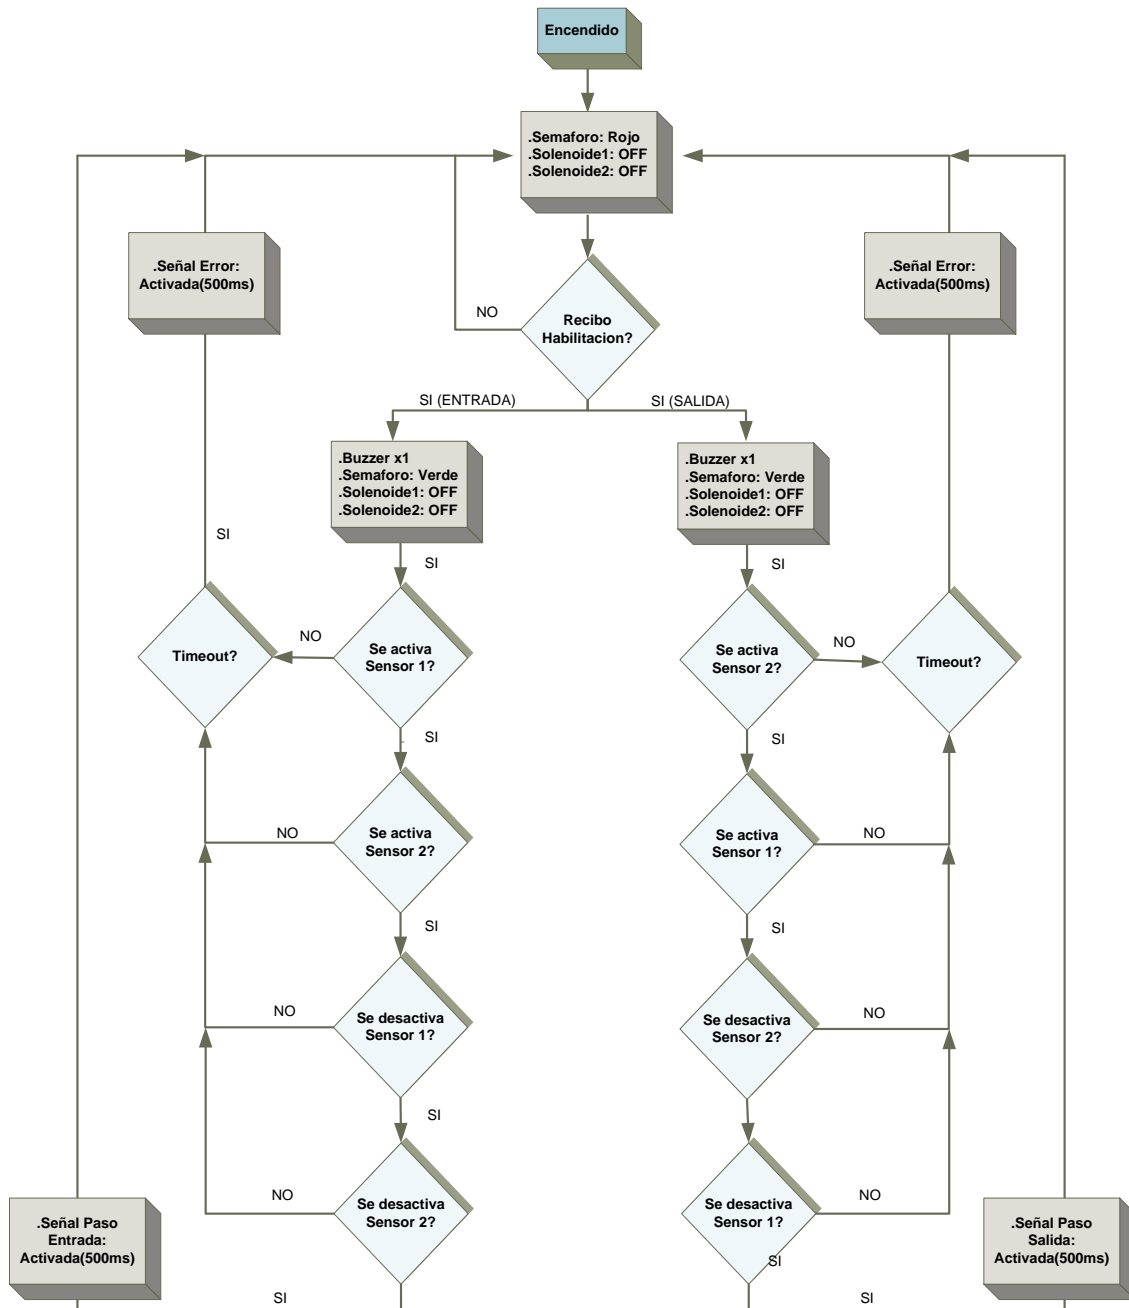 Encendido
.Semaforo: Rojo
.Solenoide1: OFF
.Solenoide2: OFF
.Señal Error:
Activada(500ms)
.Señal Error:
Activada(500ms)
NO
Recibo
Habilitacion?
SI (ENTRADA)
SI (SALIDA)
.Buzzer x1
.Semaforo: Verde
.Solenoide1: OFF
.Solenoide2: OFF
.Buzzer x1
.Semaforo: Verde
.Solenoide1: OFF
.Solenoide2: OFF
SI
SI
SI
Timeout?
NO
Se activa
Sensor 1?
Se activa
Sensor 2?
NO
Timeout?
SI
SI
NO
Se activa
Sensor 2?
Se activa
Sensor 1?
NO
SI
SI
NO
Se desactiva
Sensor 1?
Se desactiva
Sensor 2?
NO
SI
NO
Se desactiva
Sensor 2?
Se desactiva
Sensor 1?
NO
.Señal Paso
Entrada:
Activada(500ms)
.Señal Paso
Salida:
Activada(500ms)
SI
SI
SI